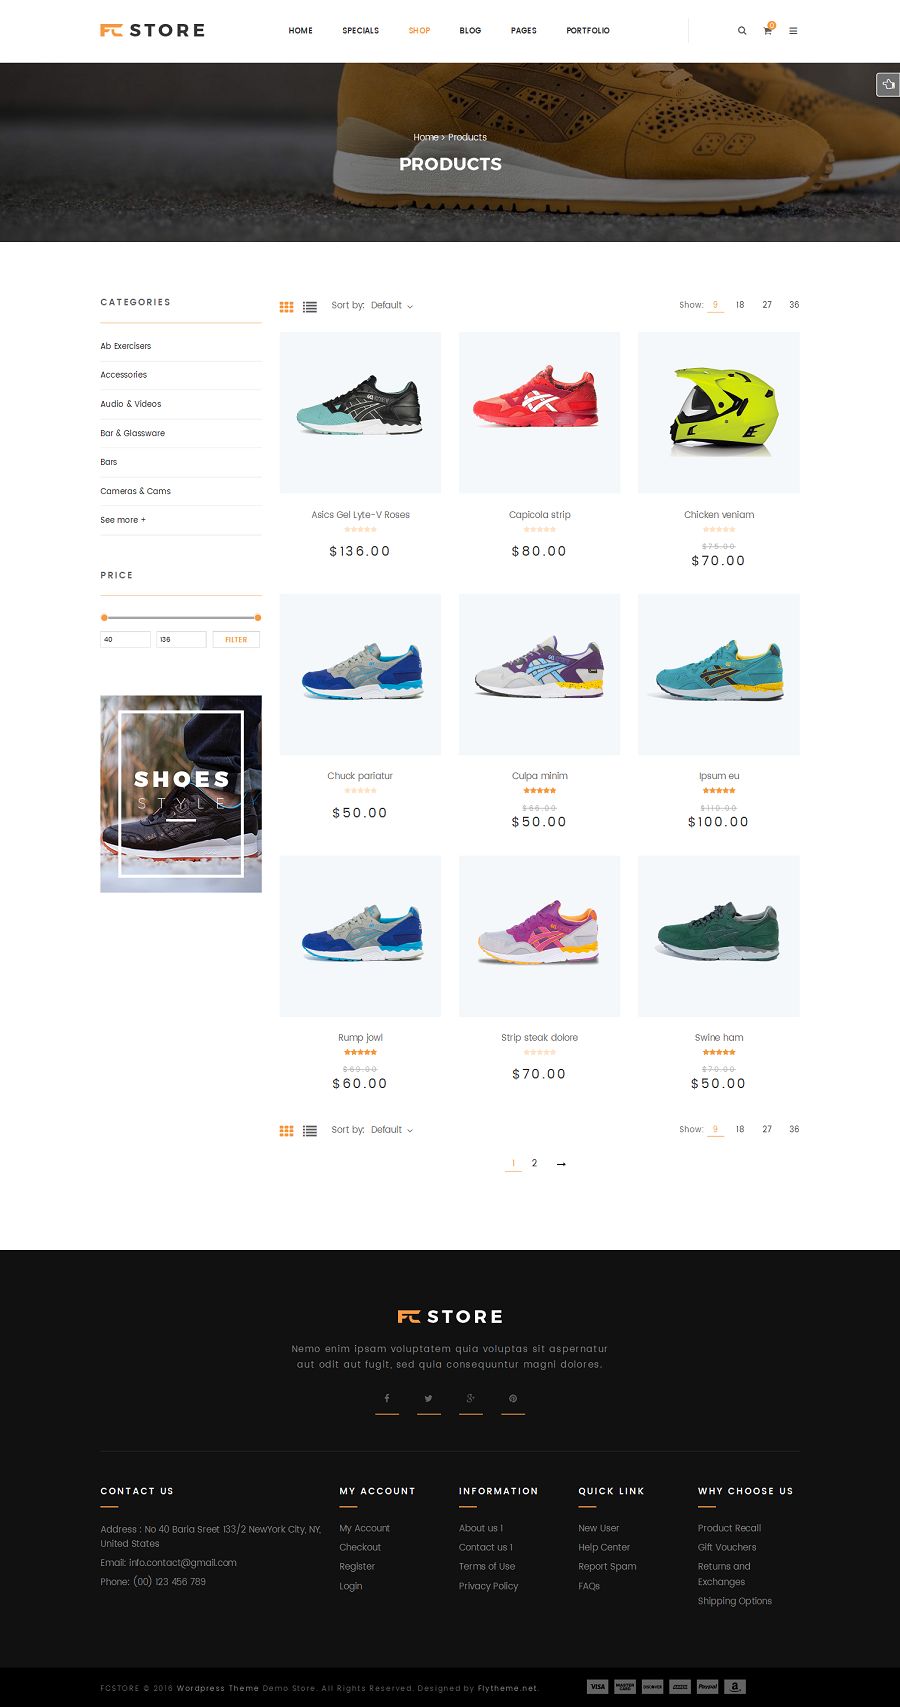 FC STORE
HOME SPECIALS SHOP BLOG PAGES PORTFOLIO
0
Home > Products
PRODUCTS
CATEGORIES
Ab Exercisers
Accessories
Audio & Videos
Bar & Glassware
Bars
Cameras & Cams
See more +
PRICE
40 136 FILTER
SHOES
STYLE
Sort by: Default
Show: 9 18 27 36
Asics Gel Lyte-V Roses
$136.00
Capicola strip
$80.00
Chicken veniam
$75.00
$70.00
Chuck pariatur
$50.00
Culpa minim
$66.00
$50.00
Ipsum eu
$110.00
$100.00
Rump jowl
$69.00
$60.00
Strip steak dolore
$70.00
Swine ham
$70.00
$50.00
Sort by: Default
Show: 9 18 27 36
1 2 →
FC STORE
Nemo enim ipsam voluptatem quia voluptas sit aspernatur
aut odit aut fugit, sed quia consequuntur magni dolores.
CONTACT US
Address : No 40 Baria Sreet 133/2 NewYork City, NY,
United States
Email: info.contact@gmail.com
Phone: (00) 123 456 789
MY ACCOUNT
My Account
Checkout
Register
Login
INFORMATION
About us 1
Contact us 1
Terms of Use
Privacy Policy
QUICK LINK
New User
Help Center
Report Spam
FAQs
WHY CHOOSE US
Product Recall
Gift Vouchers
Returns and
Exchanges
Shipping Options
FCSTORE © 2016 Wordpress Theme Demo Store. All Rights Reserved. Designed by Flytheme.net.
VISA MASTER CARD DISCOVER PayPal